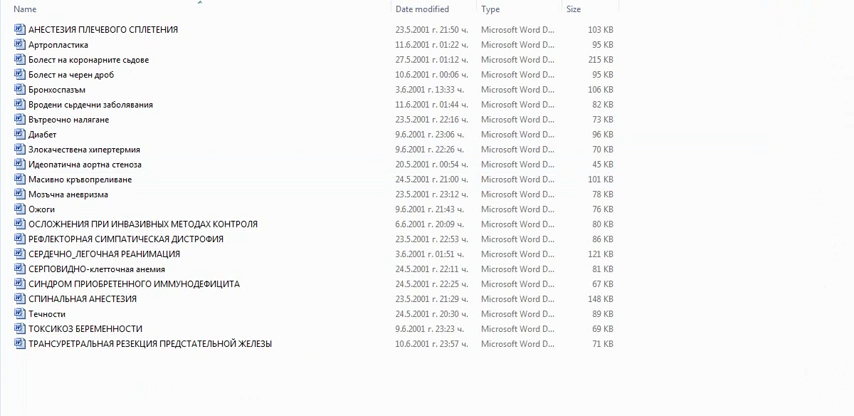 Name Date modified Type Size
АНЕСТЕЗИЯ ПЛЕЧЕВОГО СПЛЕТЕНИЯ 23.5.2001 г. 21:50 ч. Microsoft Word D... 103 KB
Артропластика 11.6.2001 г. 01:22 ч. Microsoft Word D... 95 KB
Болест на коронарните съдове 27.5.2001 г. 01:12 ч. Microsoft Word D... 215 KB
Болест на черен дроб 10.6.2001 г. 00:06 ч. Microsoft Word D... 95 KB
Бронхоспазъм 3.6.2001 г. 13:33 ч. Microsoft Word D... 106 KB
Вродени сърдечни заболявания 11.6.2001 г. 01:44 ч. Microsoft Word D... 82 KB
Вътреочно налягане 23.5.2001 г. 22:16 ч. Microsoft Word D... 73 KB
Диабет 9.6.2001 г. 23:06 ч. Microsoft Word D... 96 KB
Злокачествена хипертермия 9.6.2001 г. 22:26 ч. Microsoft Word D... 70 KB
Идеопатична аортна стеноза 20.5.2001 г. 00:54 ч. Microsoft Word D... 45 KB
Масивно кръвопреливане 24.5.2001 г. 21:00 ч. Microsoft Word D... 101 KB
Мозъчна аневризма 23.5.2001 г. 23:12 ч. Microsoft Word D... 78 KB
Ожоги 9.6.2001 г. 21:43 ч. Microsoft Word D... 76 KB
ОСЛОЖНЕНИЯ ПРИ ИНВАЗИВНЫХ МЕТОДАХ КОНТРОЛЯ 6.6.2001 г. 20:09 ч. Microsoft Word D... 80 KB
РЕФЛЕКТОРНАЯ СИМПАТИЧЕСКАЯ ДИСТРОФИЯ 23.5.2001 г. 22:53 ч. Microsoft Word D... 86 KB
СЕРДЕЧНО_ЛЕГОЧНАЯ РЕАНИМАЦИЯ 3.6.2001 г. 01:51 ч. Microsoft Word D... 121 KB
СЕРПОВИДНО-клетточная анемия 24.5.2001 г. 22:11 ч. Microsoft Word D... 81 KB
СИНДРОМ ПРИОБРЕТЕННОГО ИММУНОДЕФИЦИТА 24.5.2001 г. 22:25 ч. Microsoft Word D... 67 KB
СПИНАЛЬНАЯ АНЕСТЕЗИЯ 23.5.2001 г. 21:29 ч. Microsoft Word D... 148 KB
Течности 24.5.2001 г. 20:30 ч. Microsoft Word D... 89 KB
ТОКСИКОЗ БЕРЕМЕННОСТИ 9.6.2001 г. 23:23 ч. Microsoft Word D... 69 KB
ТРАНСУРЕТРАЛЬНАЯ РЕЗЕКЦИЯ ПРЕДСТАТЕЛЬНОЙ ЖЕЛЕЗЫ 10.6.2001 г. 23:57 ч. Microsoft Word D... 71 KB